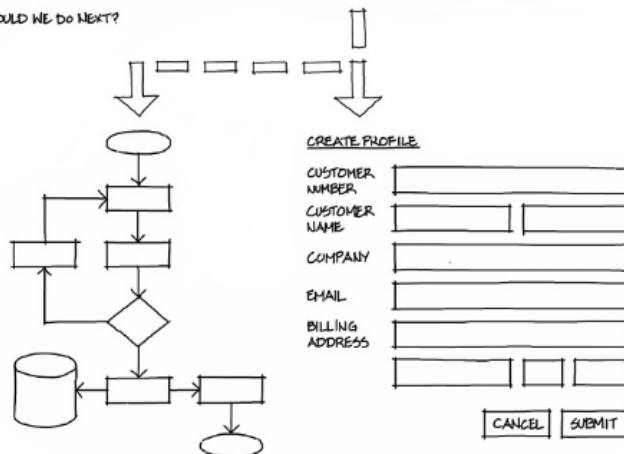 OULD WE DO NEXT?
CREATE PROFILE
CUSTOMER
NUMBER
CUSTOMER
NAME
COMPANY
EMAIL
BILLING
ADDRESS
CANCEL SUBMIT